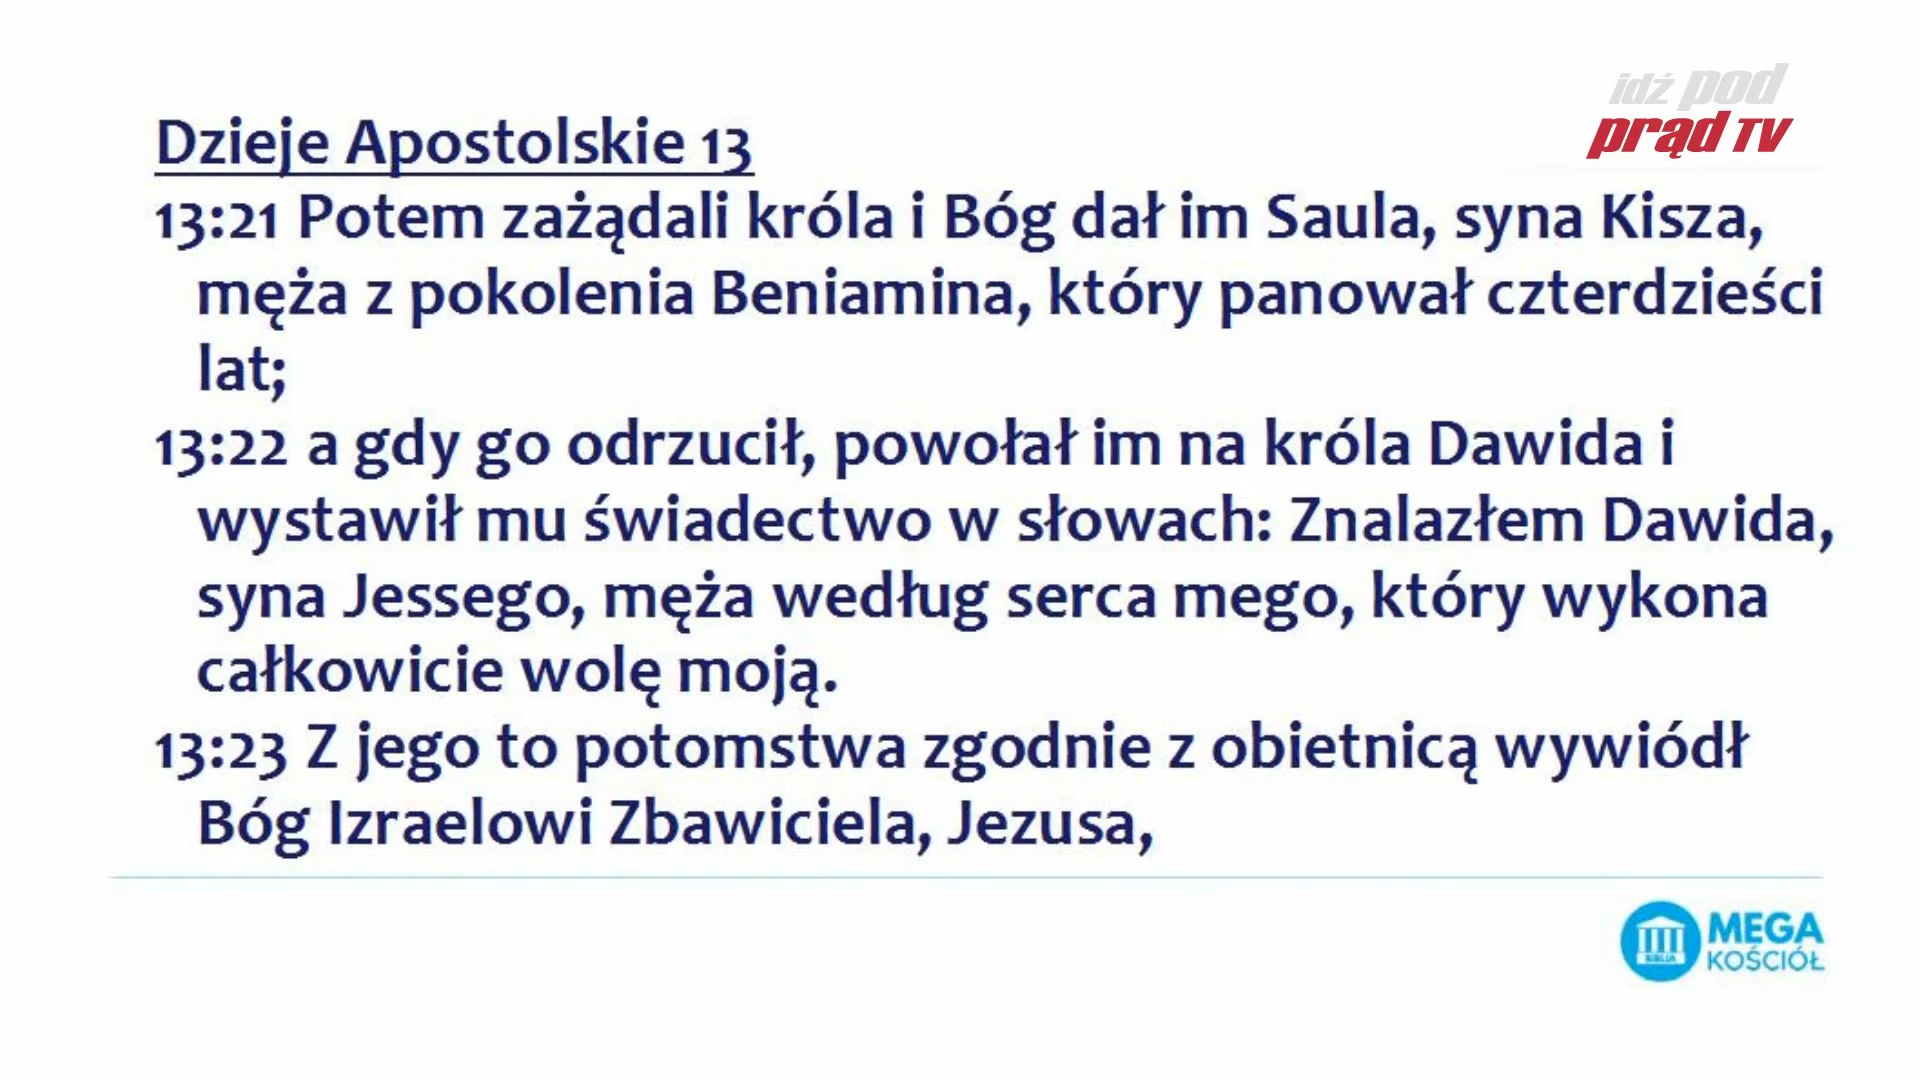 idź pod
prąd TV
Dzieje Apostolskie 13
13:21 Potem zażądali króla i Bóg dał im Saula, syna Kisza,
męża z pokolenia Beniamina, który panował czterdzieści
lat;
13:22 a gdy go odrzucił, powołał im na króla Dawida i
wystawił mu świadectwo w słowach: Znalazłem Dawida,
syna Jessego, męża według serca mego, który wykona
całkowicie wolę moją.
13:23 Z jego to potomstwa zgodnie z obietnicą wywiódł
Bóg Izraelowi Zbawiciela, Jezusa,
BIBLIA
MEGA
KOŚCIÓŁ